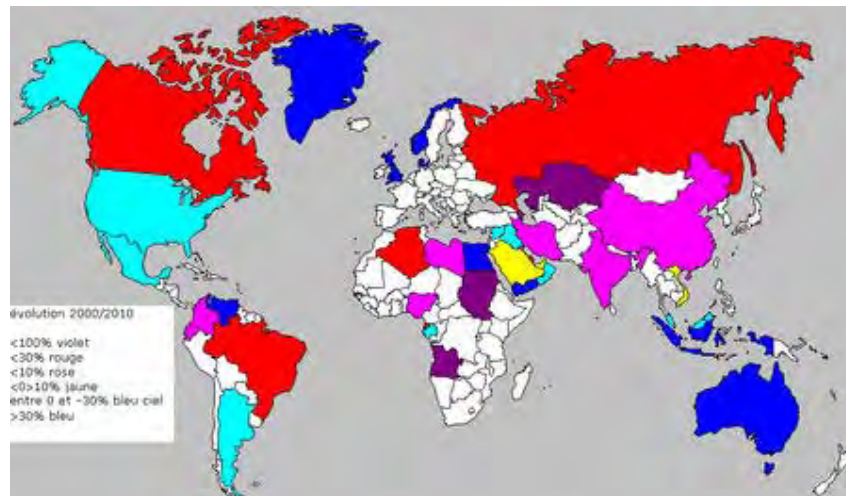 évolution 2000/2010
<100% violet
<30% rouge
<10% rose
<0>10% jaune
entre 0 at -30% bleu ciel
>30% bleu